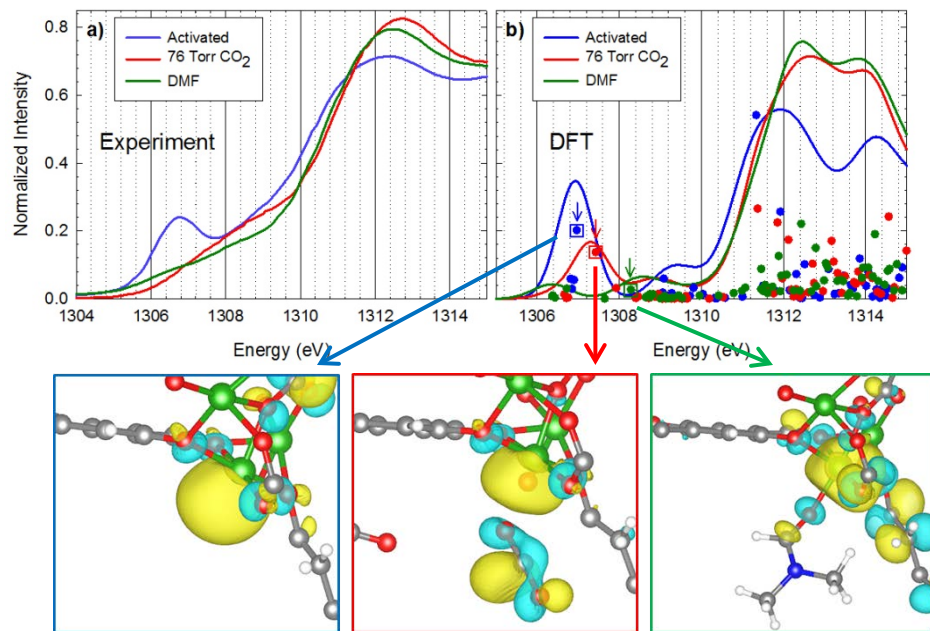 a)
Activated
76 Torr CO2
DMF
Experiment
Normalized Intensity
0.8
0.6
0.4
0.2
0.0
1304 1306 1308 1310 1312 1314
Energy (eV)
b)
Activated
76 Torr CO2
DMF
DFT
1306 1308 1310 1312 1314
Energy (eV)